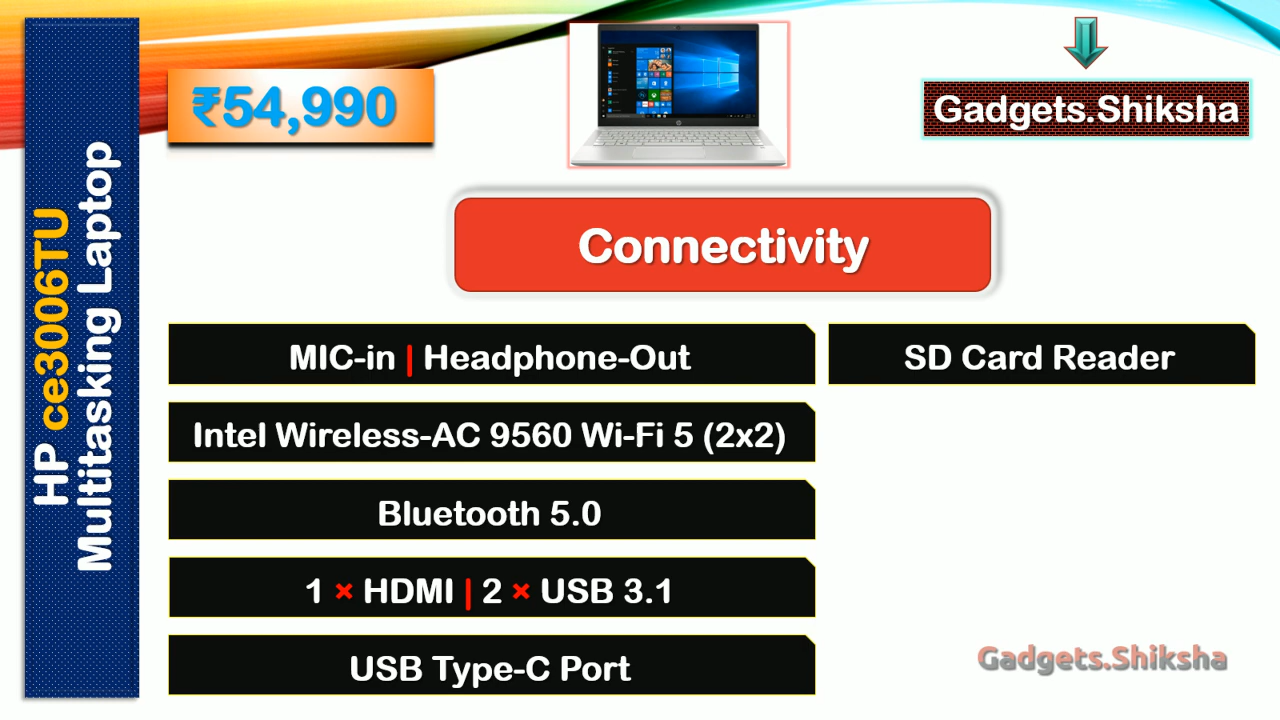 ₹54,990
Gadgets.Shiksha
HP ce3006TU
Multitasking Laptop
Connectivity
MIC-in | Headphone-Out
SD Card Reader
Intel Wireless-AC 9560 Wi-Fi 5 (2x2)
Bluetooth 5.0
1 × HDMI | 2 × USB 3.1
USB Type-C Port
Gadgets.Shiksha